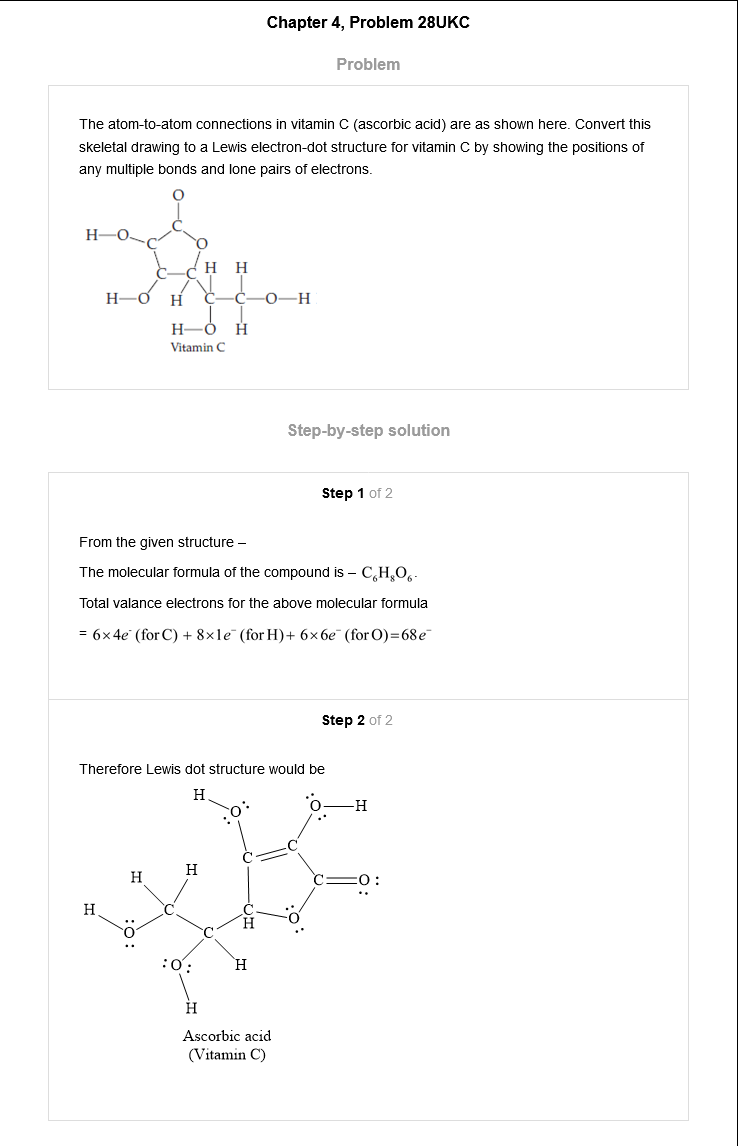 Chapter 4, Problem 28UKC
Problem
The atom-to-atom connections in vitamin C (ascorbic acid) are as shown here. Convert this
skeletal drawing to a Lewis electron-dot structure for vitamin C by showing the positions of
any multiple bonds and lone pairs of electrons.
O
C
H—O C O
C—C H H
H—O H C—C—O—H
H—O H
Vitamin C
Step-by-step solution
Step 1 of 2
From the given structure –
The molecular formula of the compound is – C₆H₈O₆.
Total valance electrons for the above molecular formula
= 6×4e⁻ (for C) + 8×1e⁻ (for H)+ 6×6e⁻ (for O)=68e⁻
Step 2 of 2
Therefore Lewis dot structure would be
H
O O—H
C C
H H C=O
H C C O
O C H
O H
H
Ascorbic acid
(Vitamin C)